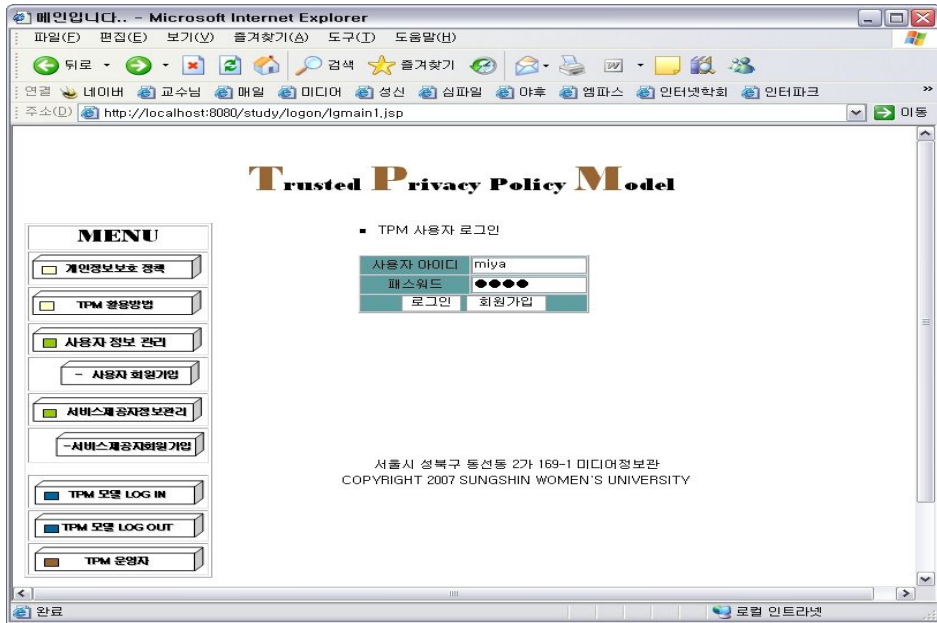 메인입니다.. - Microsoft Internet Explorer
파일(F) 편집(E) 보기(V) 즐겨찾기(A) 도구(T) 도움말(H)
뒤로 검색 즐겨찾기
연결 네이버 교수님 메일 미디어 성신 심파일 야후 엠파스 인터넷학회 인터파크 »
주소(D) http://localhost:8080/study/logon/lgmain1.jsp 이동
Trusted Privacy Policy Model
MENU
개인정보보호 정책
TPM 활용방법
사용자 정보 관리
- 사용자 회원가입
서비스제공자정보관리
-서비스제공자회원가입
TPM 모델 LOG IN
TPM 모델 LOG OUT
TPM 운영자
▪ TPM 사용자 로그인
사용자 아이디 miya
패스워드 ●●●●
로그인 회원가입
서울시 성북구 동선동 2가 169-1 미디어정보관
COPYRIGHT 2007 SUNGSHIN WOMEN'S UNIVERSITY
완료 로컬 인트라넷